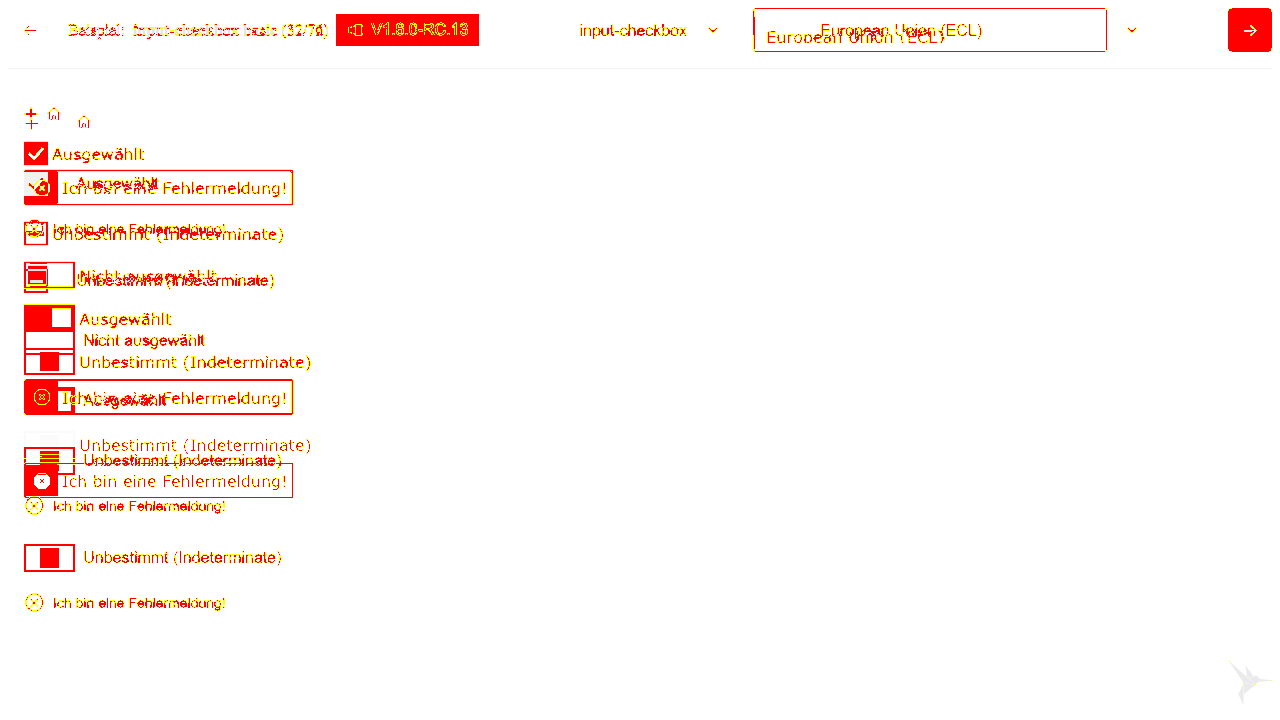 Beispiel: input-checkbox basic V1.6.0-RC.13 input-checkbox European Union (ECL)
European Union (ECL)
Ausgewählt
Ausgewählt
Ich bin eine Fehlermeldung!
Ich bin eine Fehlermeldung!
Unbestimmt (Indeterminate)
Nicht ausgewählt
Unbestimmt (Indeterminate)
Ausgewählt
Nicht ausgewählt
Unbestimmt (Indeterminate)
Ich bin eine Fehlermeldung!
Ausgewählt
Unbestimmt (Indeterminate)
Unbestimmt (Indeterminate)
Ich bin eine Fehlermeldung!
Ich bin eine Fehlermeldung!
Unbestimmt (Indeterminate)
Ich bin eine Fehlermeldung!